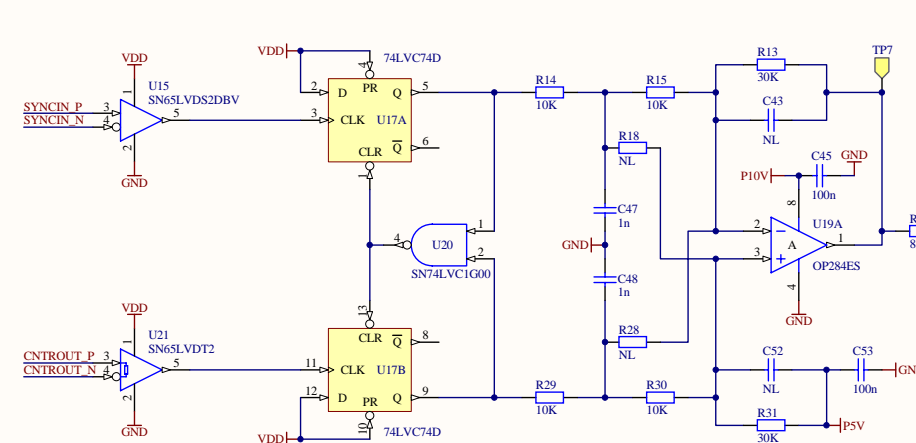 TP7
R13
30K
VDD
74LVC74D
4
VDD
U15
SN65LVDS2DBV
1
SYNCIN_P 3
SYNCIN_N 4
5
2
GND
2 D PR Q 5
3 CLK U17A
CLR Q 6
1
R14
10K
R15
10K
C43
NL
R18
NL
C45
GND
P10V
100n
8
C47
1n
GND
C48
1n
4 U20 1
2
SN74LVC1G00
2 U19A
A 1
3
OP284ES
4
GND
VDD
13
U21
SN65LVDT2
1
CNTROUT_P 3
CNTROUT_N 4
5
2
GND
CLR Q 8
11 CLK U17B
12 D Q 9
PR
10
VDD
74LVC74D
R28
NL
R29
10K
R30
10K
C52
NL
C53
100n
GN
R31
30K
P5V
R
8